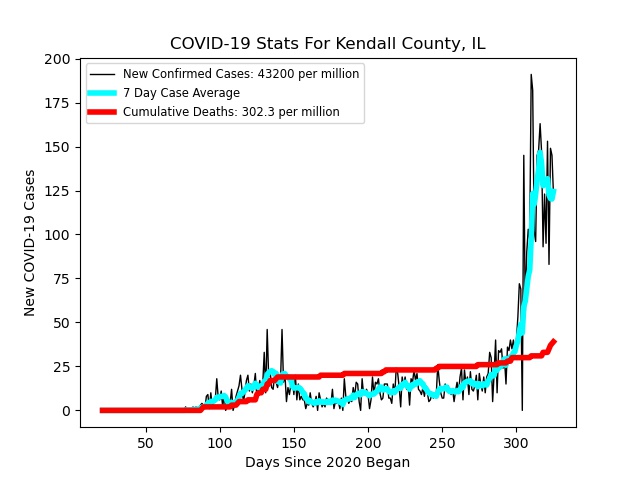 COVID-19 Stats For Kendall County, IL
New Confirmed Cases: 43200 per million
7 Day Case Average
Cumulative Deaths: 302.3 per million
New COVID-19 Cases
200
175
150
125
100
75
50
25
0
50 100 150 200 250 300
Days Since 2020 Began